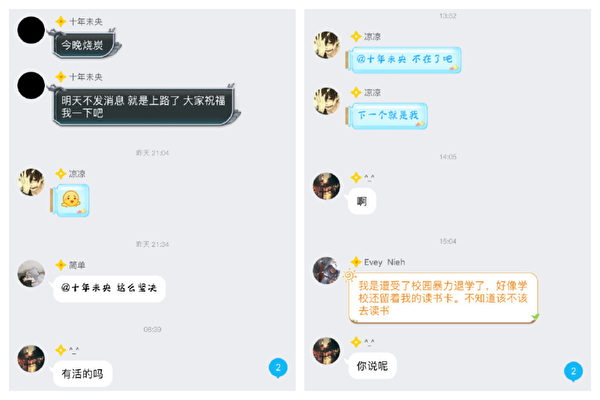 十年未央
今晚烧炭
十年未央
明天不发消息 就是上路了 大家祝福
我一下吧
昨天 21:04
凉凉
昨天 21:24
简单
@十年未央 这么坚决
08:39
^_^
有活的吗
2
13:52
凉凉
@十年未央 不在了吧
凉凉
下一个就是我
14:05
^_^
啊
15:04
Evey Nieh
我是遭受了校园暴力退学了，好像学
校还留着我的读书卡。不知道该不该
去读书
^_^
你说呢
2